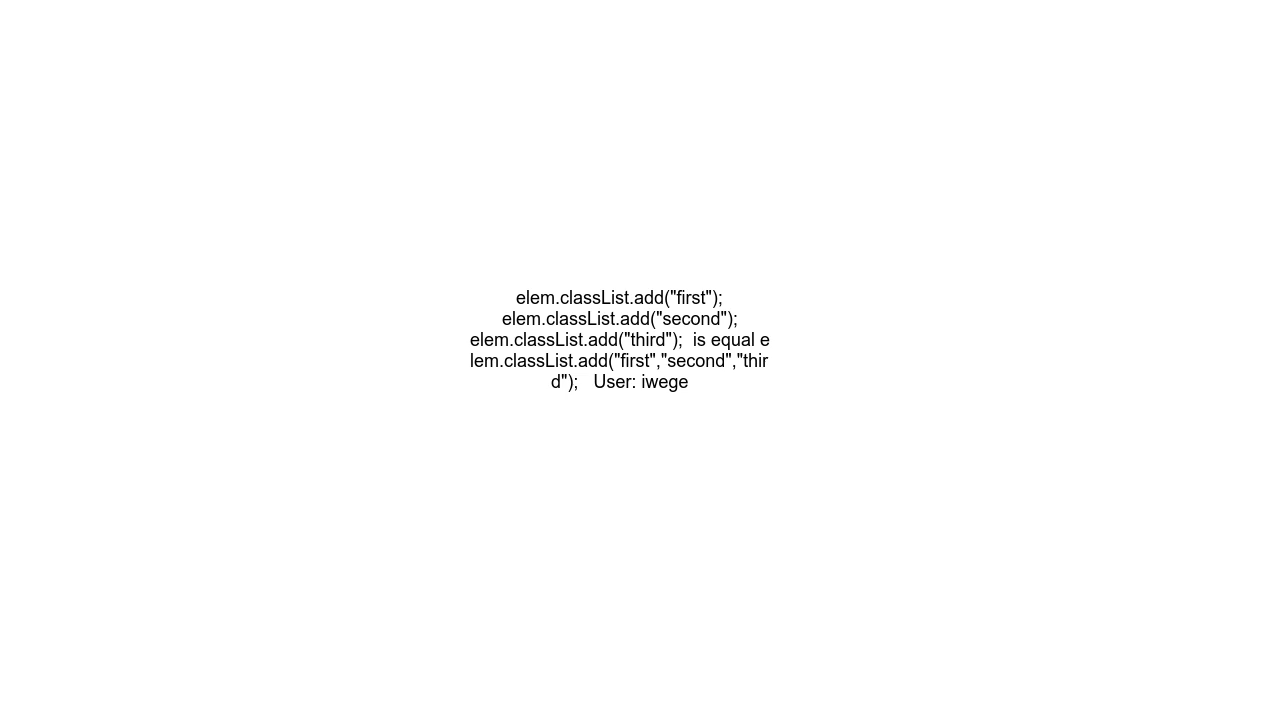 elem.classList.add("first");
elem.classList.add("second");
elem.classList.add("third");  is equal e
lem.classList.add("first","second","thir
d");   User: iwege